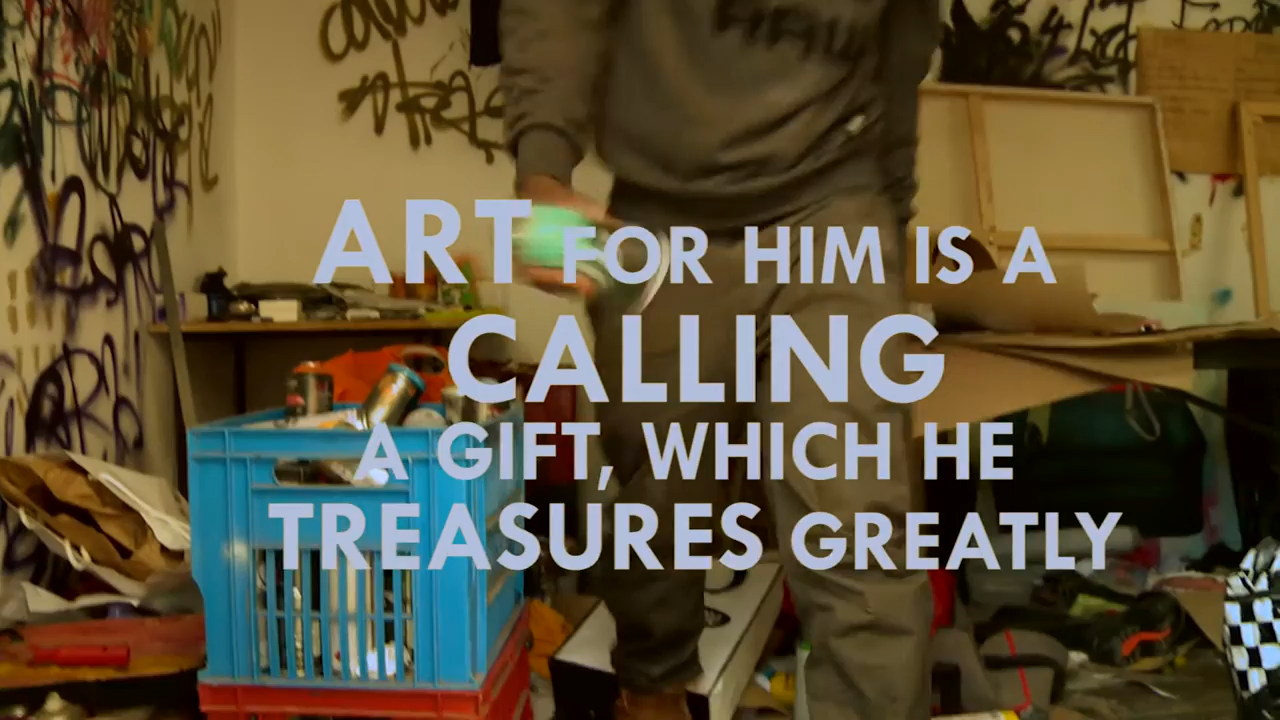 ART FOR HIM IS A
CALLING
A GIFT, WHICH HE
TREASURES GREATLY